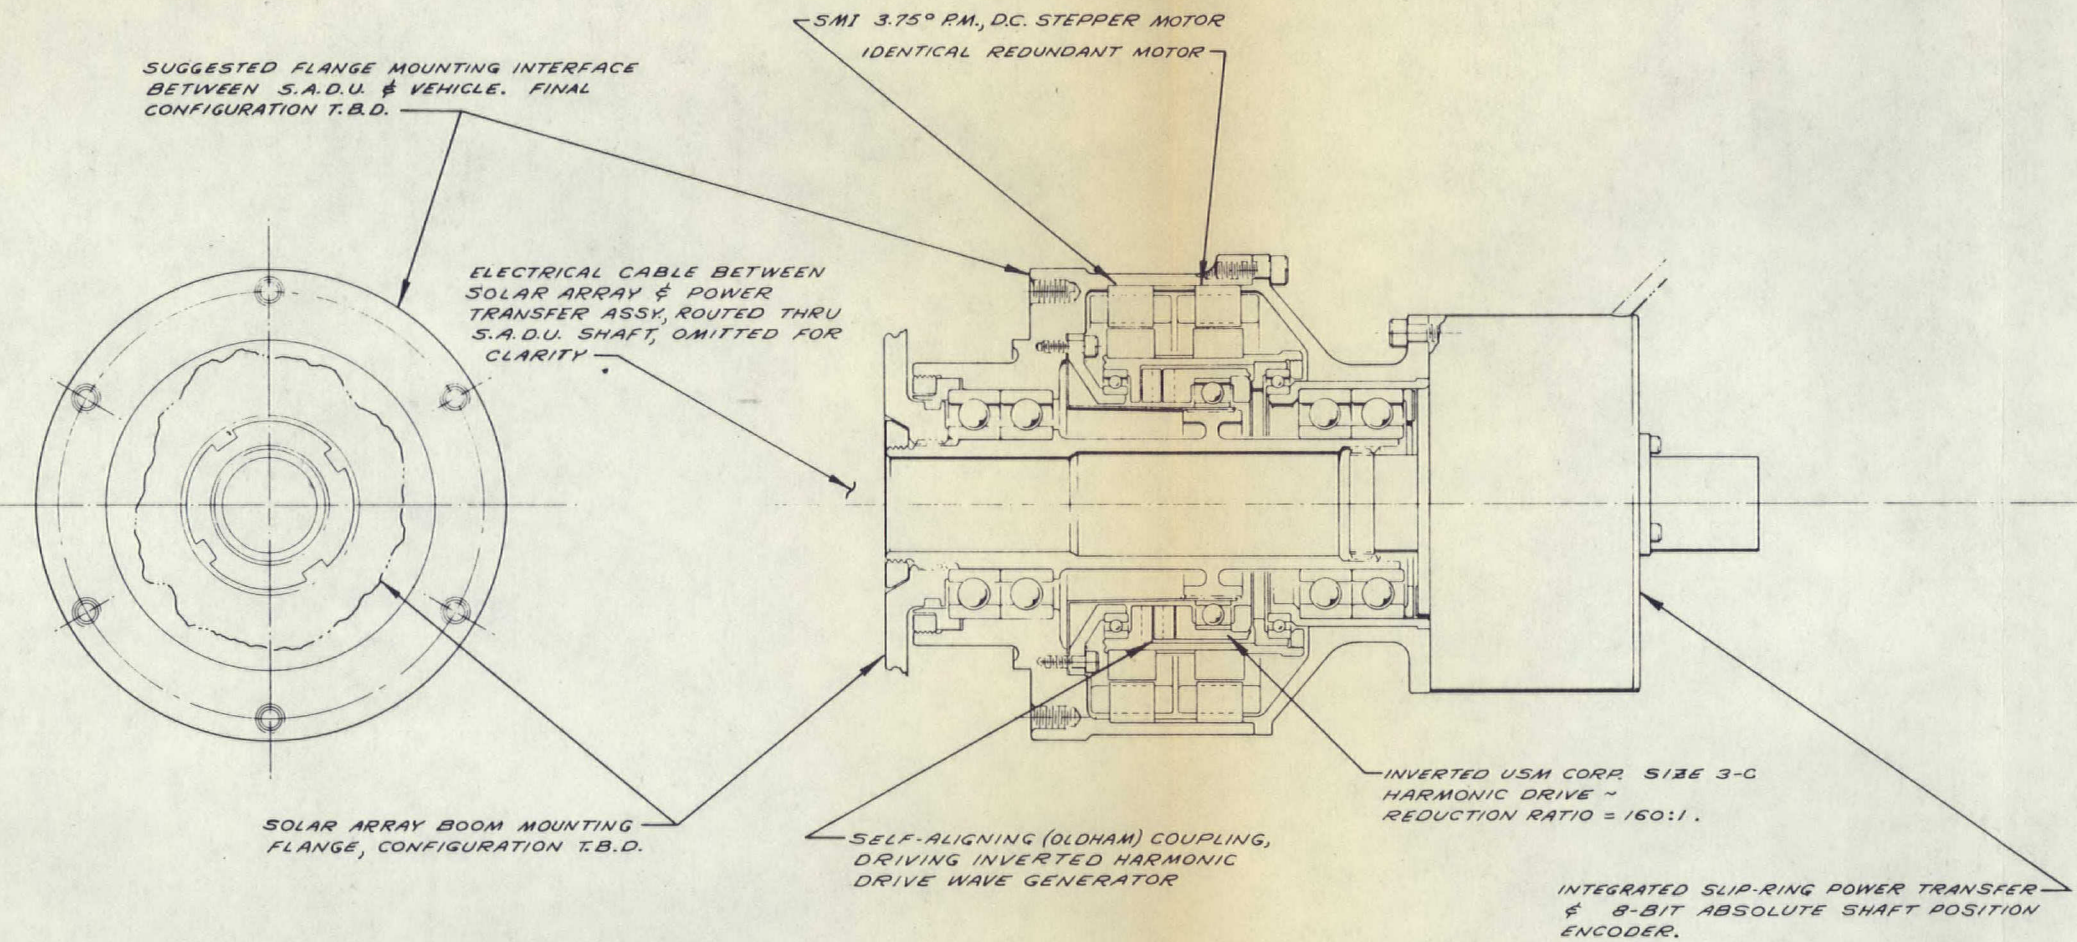 SMI 3.75° P.M., D.C. STEPPER MOTOR
IDENTICAL REDUNDANT MOTOR
SUGGESTED FLANGE MOUNTING INTERFACE
BETWEEN S.A.D.U. & VEHICLE. FINAL
CONFIGURATION T.B.D.
ELECTRICAL CABLE BETWEEN
SOLAR ARRAY & POWER
TRANSFER ASSY, ROUTED THRU
S.A.D.U. SHAFT, OMITTED FOR
CLARITY
SOLAR ARRAY BOOM MOUNTING
FLANGE, CONFIGURATION T.B.D.
SELF-ALIGNING (OLDHAM) COUPLING,
DRIVING INVERTED HARMONIC
DRIVE WAVE GENERATOR
INVERTED USM CORP. SIZE 3-C
HARMONIC DRIVE ~
REDUCTION RATIO = 160:1.
INTEGRATED SLIP-RING POWER TRANSFER
& 8-BIT ABSOLUTE SHAFT POSITION
ENCODER.